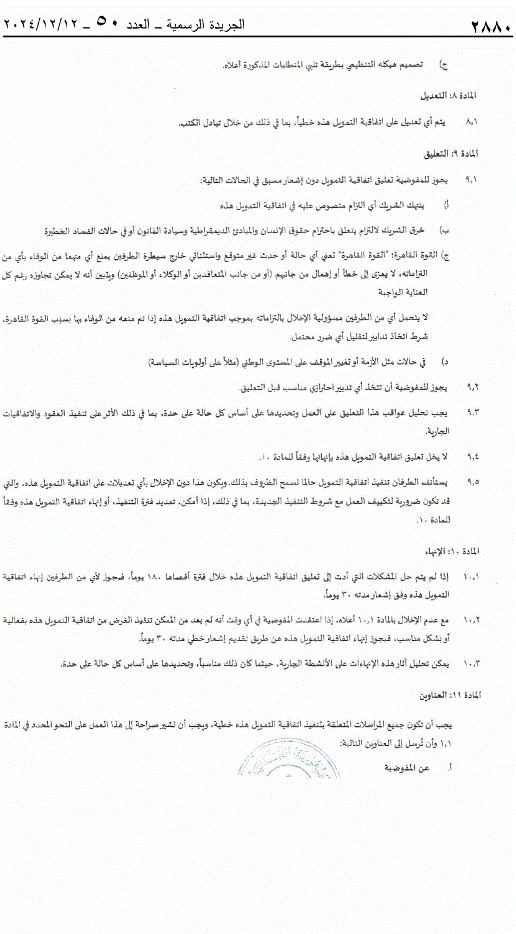 ٢٨٨٠ الجريدة الرسمية – العدد ٥٠ – ٢٠٢٤/١٢/١٢
ج) تصميم هيكله التنظيمي بطريقة تلبي المتطلبات المذكورة أعلاه.
المادة ٨: التعديل
٨.١ يتم أي تعديل على اتفاقية التمويل هذه خطياً، بما في ذلك من خلال تبادل الكتب.
المادة ٩: التعليق
٩.١ يجوز للمفوضية تعليق اتفاقية التمويل دون إشعار مسبق في الحالات التالية:
أ) ينتهك الشريك أي التزام منصوص عليه في اتفاقية التمويل هذه
ب) خرق الشريك لالتزام يتعلق باحترام حقوق الإنسان والمبادئ الديمقراطية وسيادة القانون أو في حالات الفساد الخطيرة
ج) القوة القاهرة: "القوة القاهرة" تعني أي حالة أو حدث غير متوقع واستثنائي خارج سيطرة الطرفين يمنع أي منهما من الوفاء بأي من
التزاماته، لا يعزى إلى خطأ أو إهمال من جانبهم (أو من جانب المتعاقدين أو الوكلاء أو الموظفين) ويتبين أنه لا يمكن تجاوزه رغم كل
العناية الواجبة
لا يتحمل أي من الطرفين مسؤولية الإخلال بالتزاماته بموجب اتفاقية التمويل هذه إذا تم منعه من الوفاء بها بسبب القوة القاهرة،
شرط اتخاذ تدابير لتقليل أي ضرر محتمل.
د) في حالات مثل الأزمة أو تغيير الموقف على المستوى الوطني (مثلاً على أولويات السياسة)
٩.٢ يجوز للمفوضية أن تتخذ أي تدبير احترازي مناسب قبل التعليق.
٩.٣ يجب تحليل عواقب هذا التعليق على العمل وتحديدها على أساس كل حالة على حدة، بما في ذلك الأثر على تنفيذ العقود والاتفاقيات
الجارية.
٩.٤ لا يخل تعليق اتفاقية التمويل هذه بإنهائها وفقاً للمادة ١٠.
٩.٥ يستأنف الطرفان تنفيذ اتفاقية التمويل حالما تسمح الظروف بذلك. ويكون هذا دون الإخلال بأي تعديلات على اتفاقية التمويل هذه، والتي
قد تكون ضرورية لتكييف العمل مع شروط التنفيذ الجديدة، بما في ذلك، إذا أمكن، تمديد فترة التنفيذ، أو إنهاء اتفاقية التمويل هذه وفقاً
للمادة ١٠.
المادة ١٠: الإنهاء
١٠.١ إذا لم يتم حل المشكلات التي أدت إلى تعليق اتفاقية التمويل هذه خلال فترة أقصاها ١٨٠ يوماً، فيجوز لأي من الطرفين إنهاء اتفاقية
التمويل هذه وفق إشعار مدته ٣٠ يوماً.
١٠.٢ مع عدم الإخلال بالمادة ١٠.١ أعلاه، إذا اعتقدت المفوضية في أي وقت أنه لم يعد من الممكن تنفيذ الغرض من اتفاقية التمويل هذه بفعالية
أو بشكل مناسب، فيجوز إنهاء اتفاقية التمويل هذه عن طريق تقديم إشعار خطي مدته ٣٠ يوماً.
١٠.٣ يمكن تحليل آثار هذه الإنهاءات على الأنشطة الجارية، حيثما كان ذلك مناسباً، وتحديدها على أساس كل حالة على حدة.
المادة ١١: العناوين
يجب أن تكون جميع المراسلات المتعلقة بتنفيذ اتفاقية التمويل هذه خطية، ويجب أن تشير صراحة إلى هذا العمل على النحو المحدد في المادة
١.١ وأن تُرسل إلى العناوين التالية:
أ. عن المفوضية